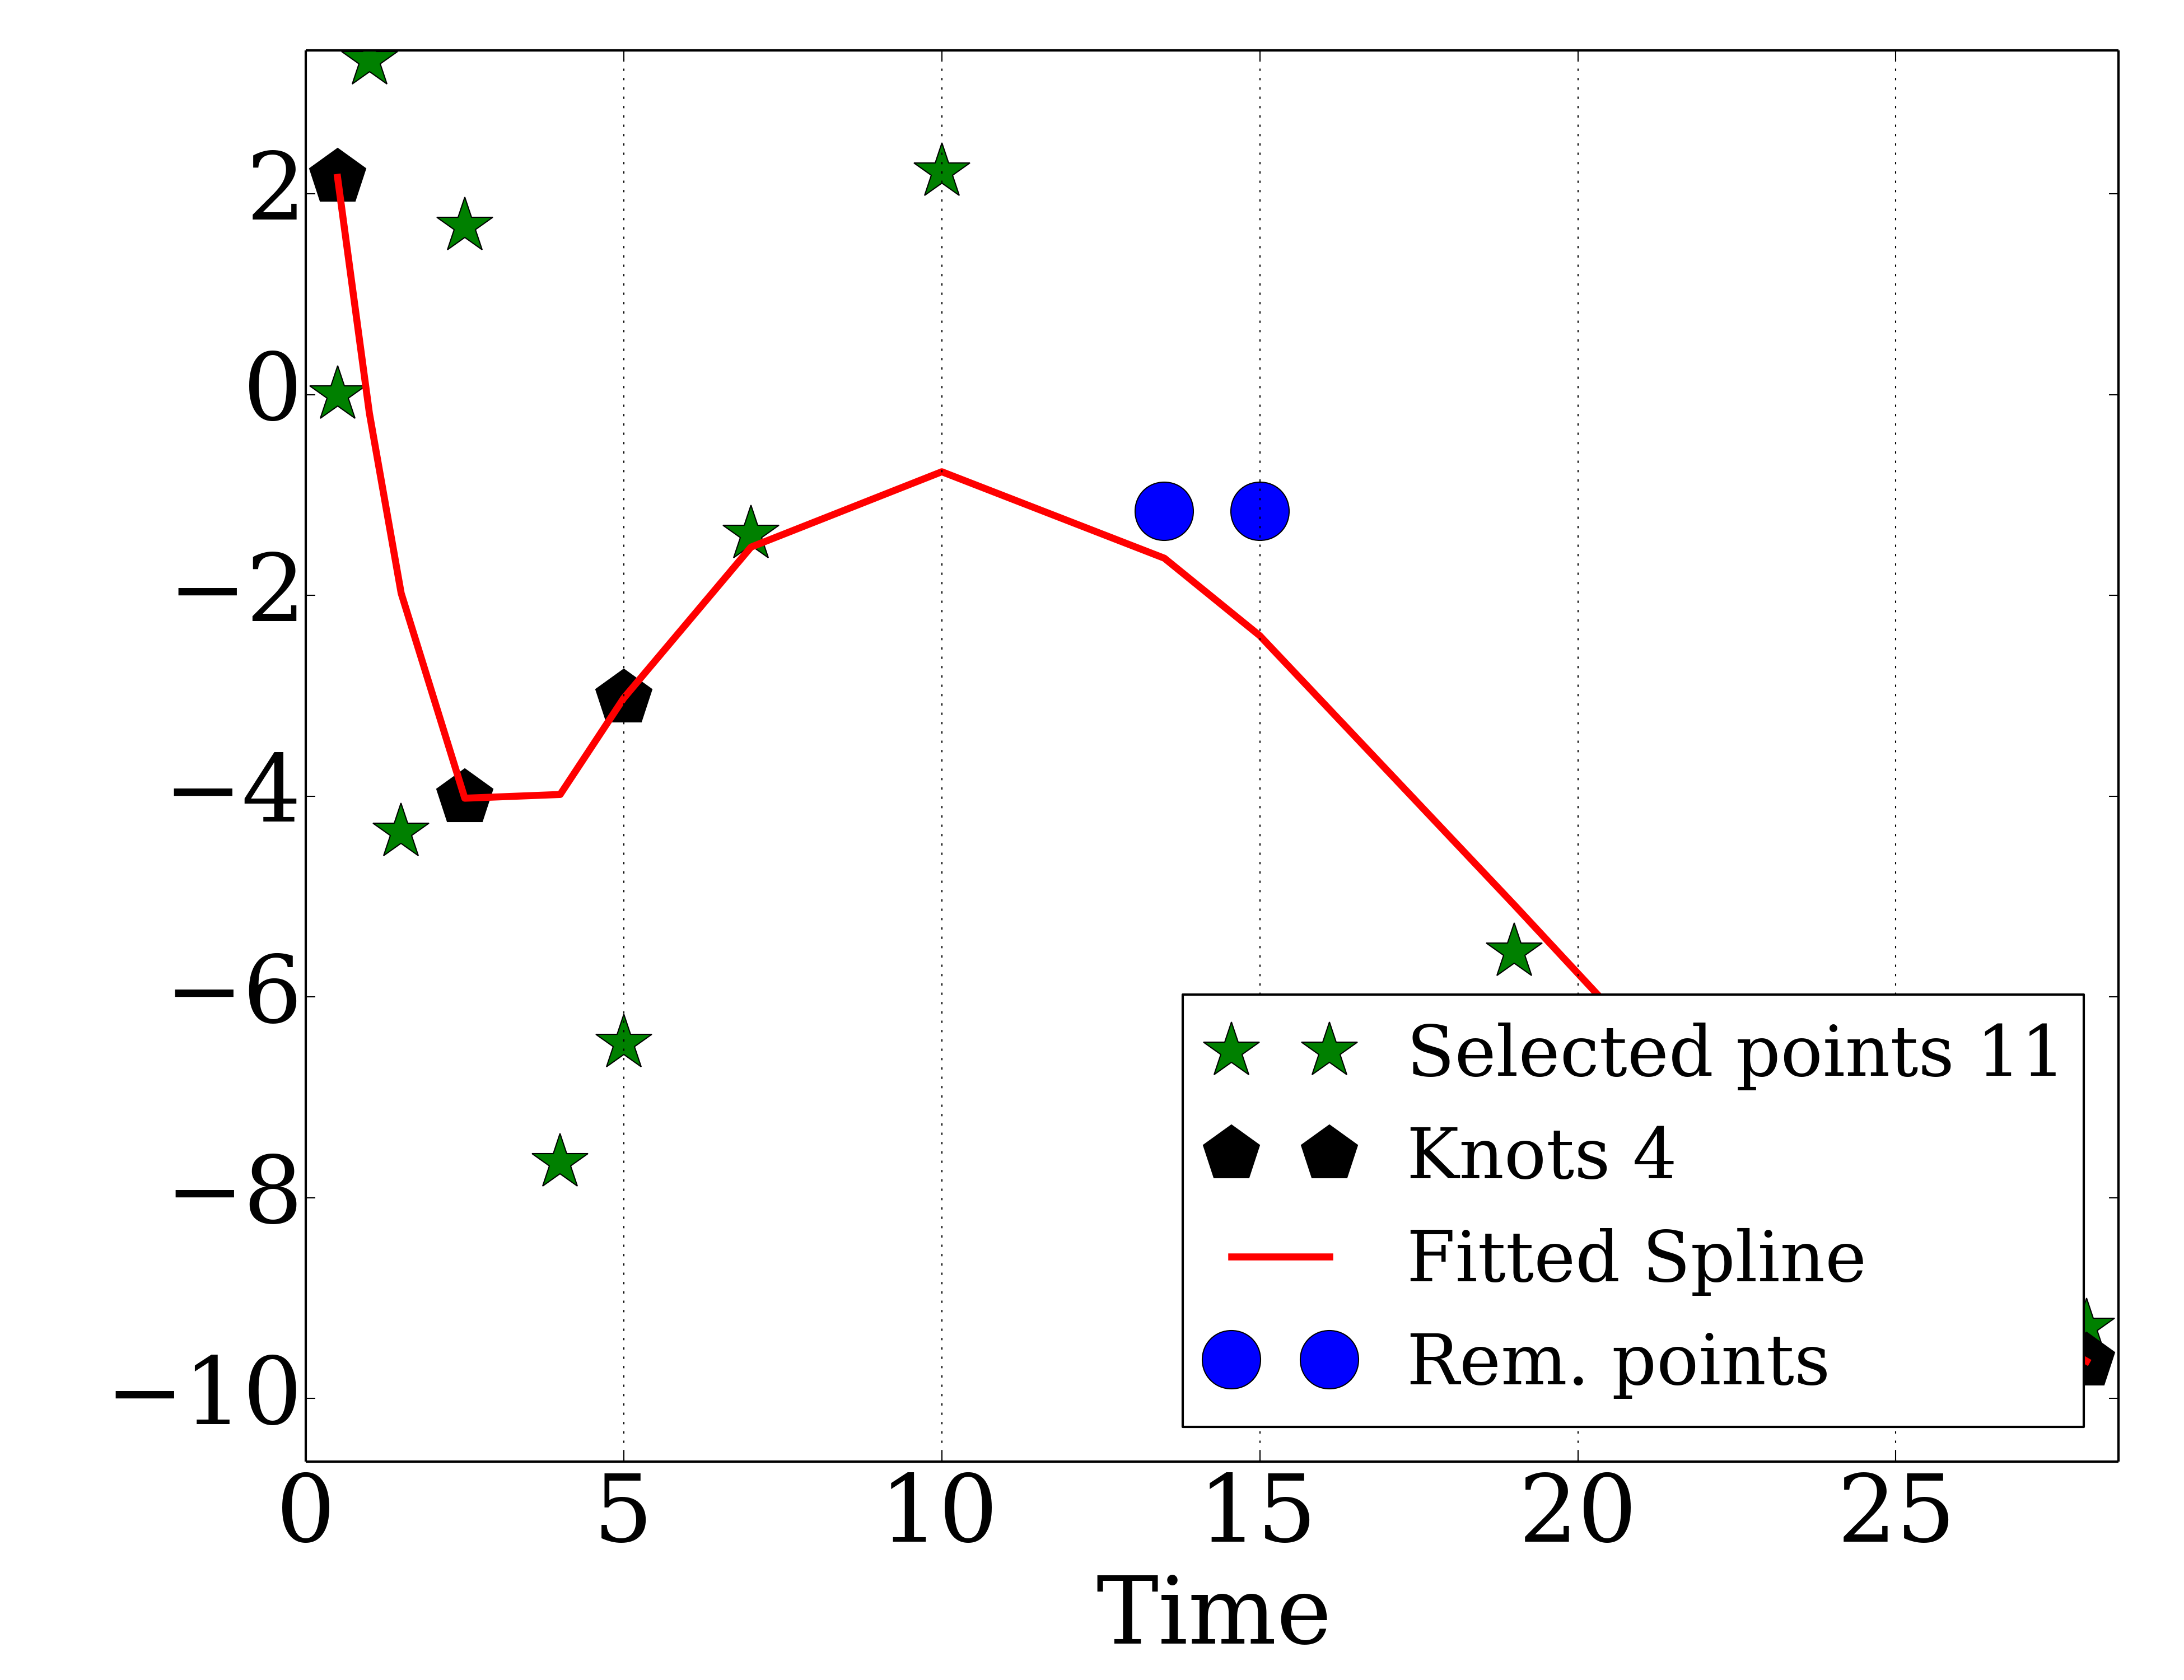 2
0
−2
−4
−6
−8
−10
Selected points 11
Knots 4
Fitted Spline
Rem. points
0 5 10 15 20 25
Time